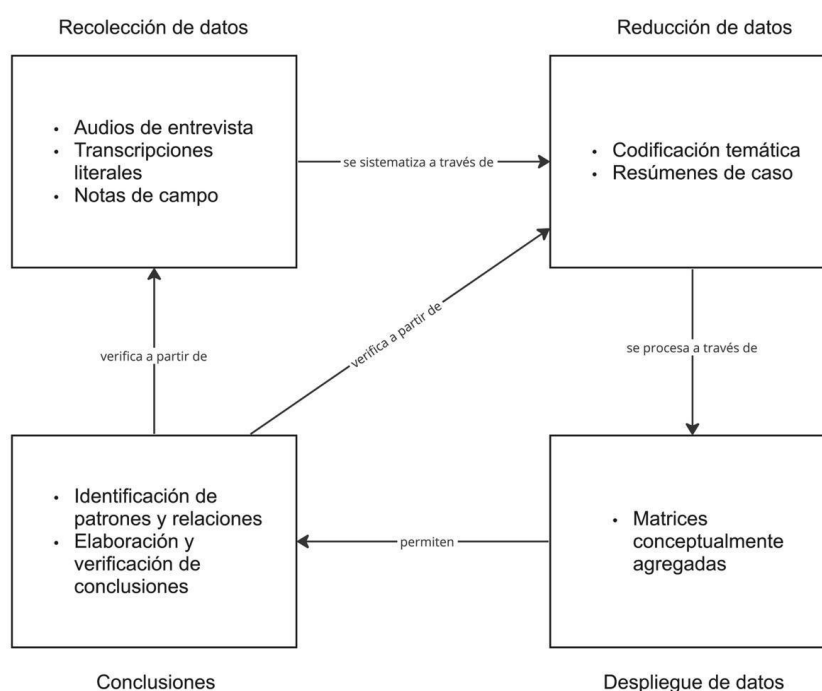 Recolección de datos
Reducción de datos
• Audios de entrevista
• Transcripciones
literales
• Notas de campo
se sistematiza a través de
• Codificación temática
• Resúmenes de caso
verifica a partir de
verifica a partir de
se procesa a través de
• Identificación de
patrones y relaciones
• Elaboración y
verificación de
conclusiones
permiten
• Matrices
conceptualmente
agregadas
Conclusiones
Despliegue de datos